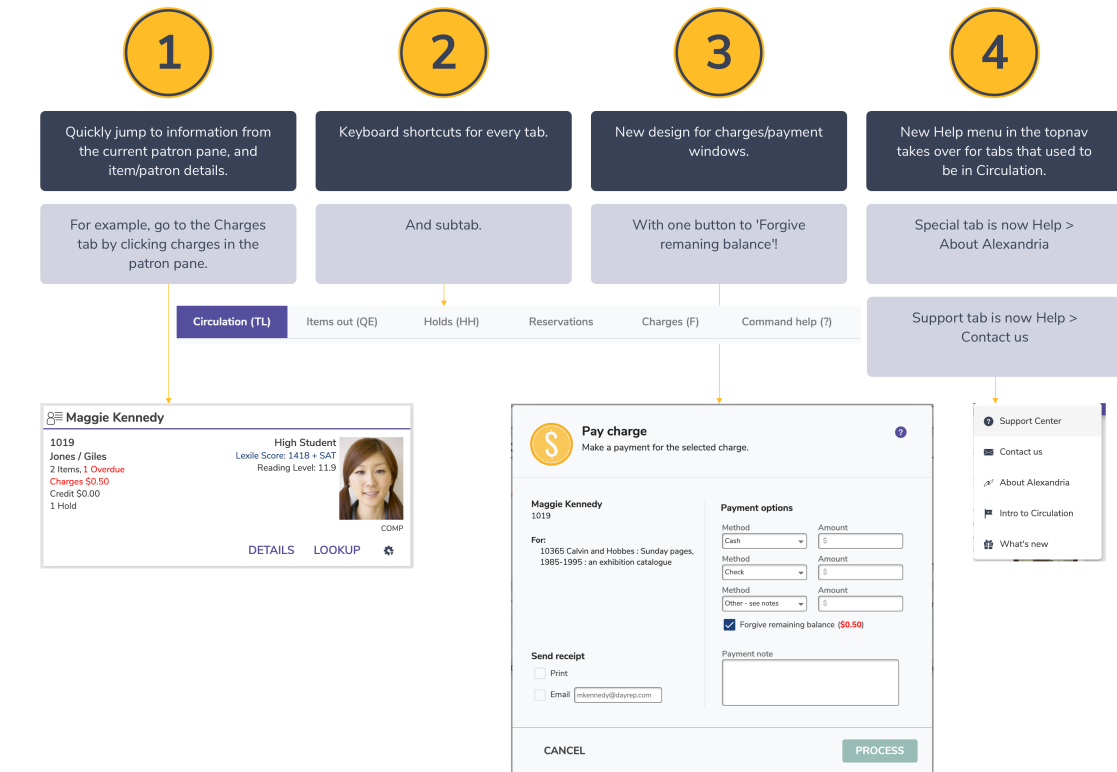 1
2
3
4
Quickly jump to information from
the current patron pane, and
item/patron details.
Keyboard shortcuts for every tab.
New design for charges/payment
windows.
New Help menu in the topnav
takes over for tabs that used to
be in Circulation.
For example, go to the Charges
tab by clicking charges in the
patron pane.
And subtab.
With one button to 'Forgive
remaning balance'!
Special tab is now Help >
About Alexandria
Support tab is now Help >
Contact us
Circulation (TL)
Items out (QE)
Holds (HH)
Reservations
Charges (F)
Command help (?)
Maggie Kennedy
1019
Jones / Giles
2 Items, 1 Overdue
Charges $0.50
Credit $0.00
1 Hold
High Student
Lexile Score: 1418 + SAT
Reading Level: 11.9
COMP
DETAILS
LOOKUP
$
Pay charge
Make a payment for the selected charge.
?
Maggie Kennedy
1019
For:
10365 Calvin and Hobbes : Sunday pages,
1985-1995 : an exhibition catalogue
Send receipt
Print
Email mkennedy@dayrep.com
Payment options
Method Amount
Cash $
Method Amount
Check $
Method Amount
Other - see notes $
Forgive remaining balance ($0.50)
Payment note
CANCEL
PROCESS
? Support Center
Contact us
About Alexandria
Intro to Circulation
What's new